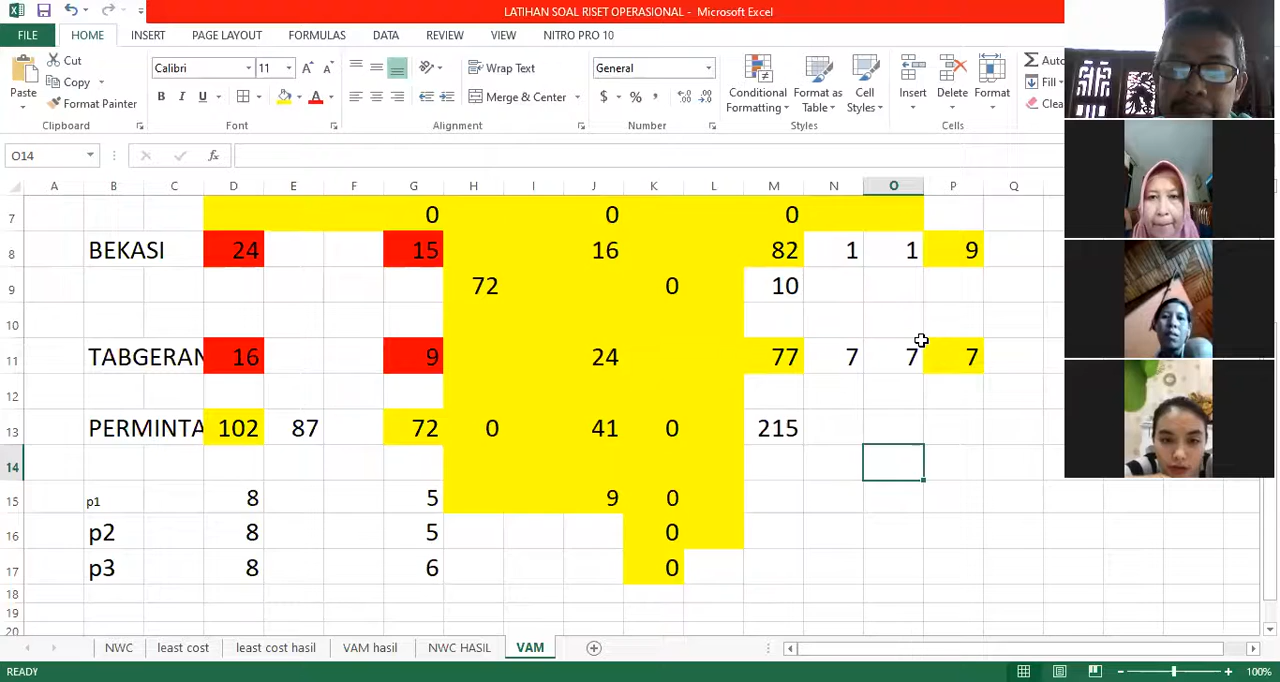 LATIHAN SOAL RISET OPERASIONAL - Microsoft Excel
FILE HOME INSERT PAGE LAYOUT FORMULAS DATA REVIEW VIEW NITRO PRO 10
Cut
Copy
Format Painter
Paste
Calibri 11
B I U
Wrap Text
Merge & Center
General
$ % ,
Conditional Formatting
Format as Table
Cell Styles
Insert
Delete
Format
Auto
Fill
Clea
Clipboard Font Alignment Number Styles Cells
O14
fx
A B C D E F G H I J K L M N O P Q
7 0 0 0
8 BEKASI 24 15 16 82 1 1 9
9 72 0 10
10
11 TABGERAN 16 9 24 77 7 7 7
12
13 PERMINTA 102 87 72 0 41 0 215
14
15 p1 8 5 9 0
16 p2 8 5 0
17 p3 8 6 0
18
19
20
NWC least cost least cost hasil VAM hasil NWC HASIL VAM
READY 100%